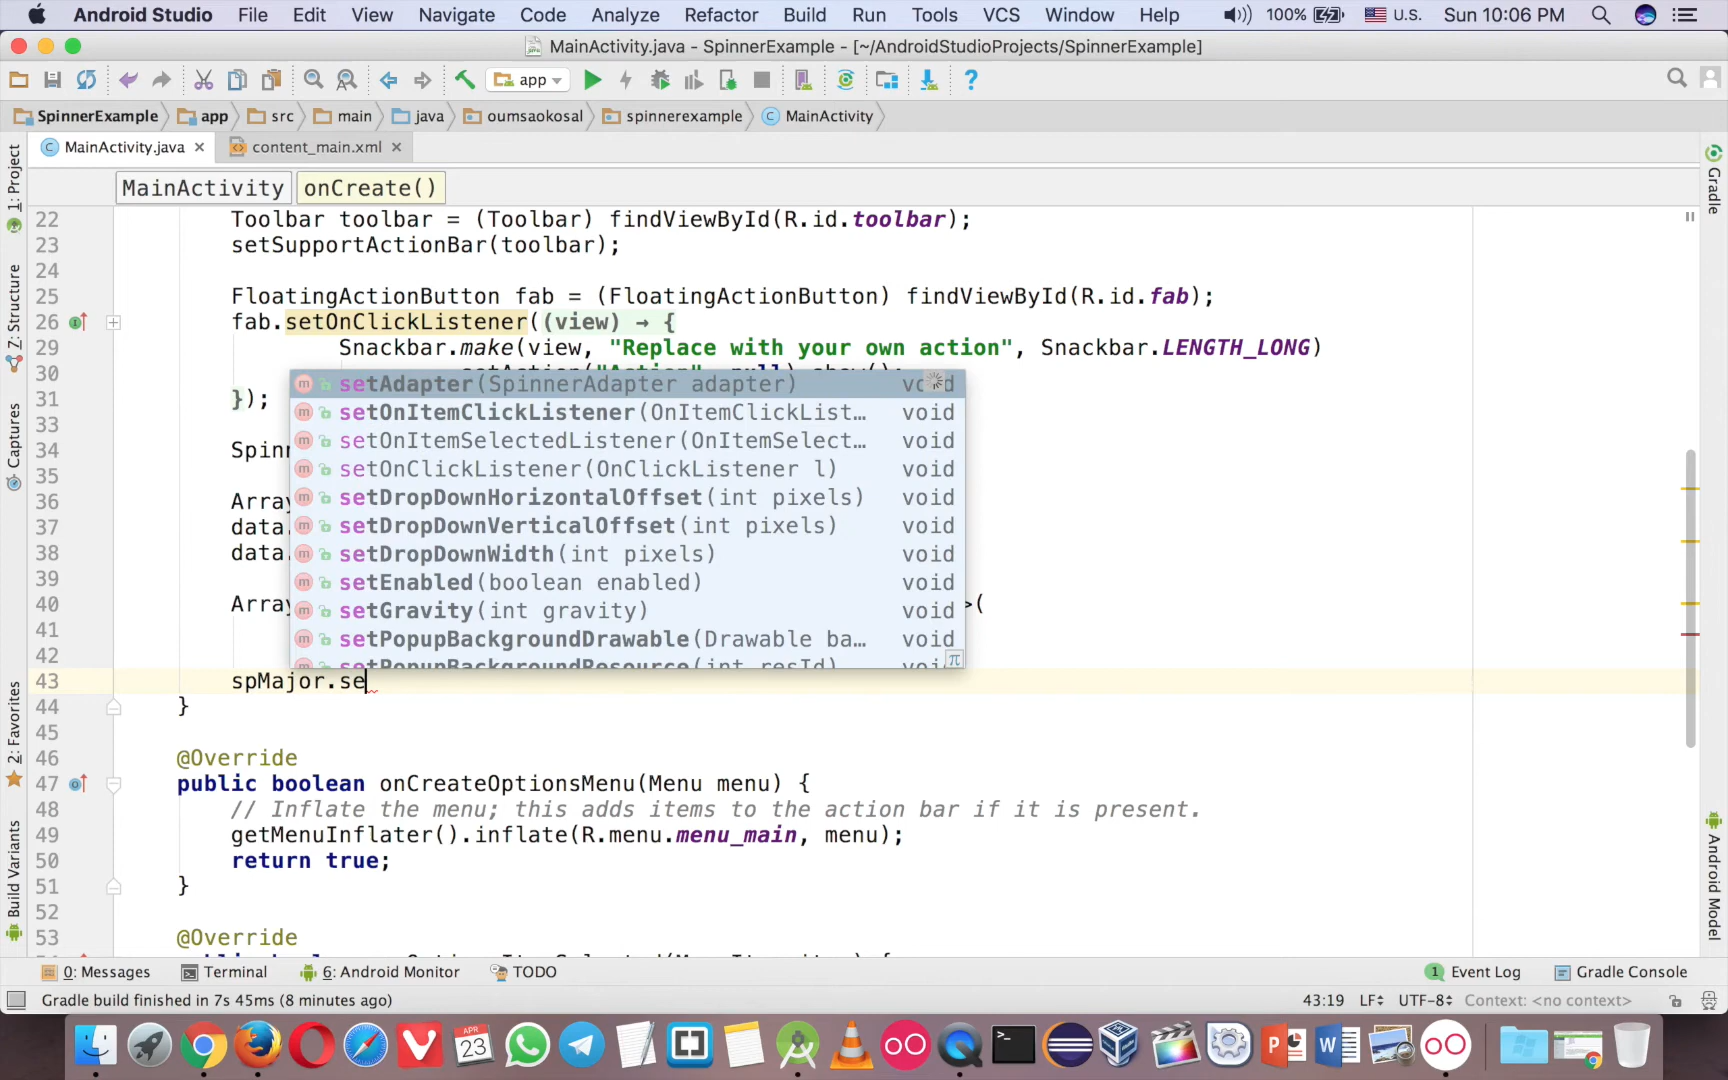 Android Studio File Edit View Navigate Code Analyze Refactor Build Run Tools VCS Window Help 100% U.S. Sun 10:06 PM
MainActivity.java - SpinnerExample - [~/AndroidStudioProjects/SpinnerExample]
app
SpinnerExample app src main java oumsaokosal spinnerexample MainActivity
MainActivity.java content_main.xml
MainActivity onCreate()
1: Project
Z: Structure
Captures
2: Favorites
Build Variants
Gradle
Android Model
22 Toolbar toolbar = (Toolbar) findViewById(R.id.toolbar);
23 setSupportActionBar(toolbar);
24
25 FloatingActionButton fab = (FloatingActionButton) findViewById(R.id.fab);
26 fab.setOnClickListener((view) → {
29 Snackbar.make(view, "Replace with your own action", Snackbar.LENGTH_LONG)
30
31 });
33
34 Spinn
35
36 Array
37 data.
38 data.
39
40 Array >(
41
42
43 spMajor.se
44 }
45
46 @Override
47 public boolean onCreateOptionsMenu(Menu menu) {
48 // Inflate the menu; this adds items to the action bar if it is present.
49 getMenuInflater().inflate(R.menu.menu_main, menu);
50 return true;
51 }
52
53 @Override
setAdapter(SpinnerAdapter adapter) void
setOnItemClickListener(OnItemClickList… void
setOnItemSelectedListener(OnItemSelect… void
setOnClickListener(OnClickListener l) void
setDropDownHorizontalOffset(int pixels) void
setDropDownVerticalOffset(int pixels) void
setDropDownWidth(int pixels) void
setEnabled(boolean enabled) void
setGravity(int gravity) void
setPopupBackgroundDrawable(Drawable ba… void
setPopupBackgroundResource(int resId) void
π
0: Messages Terminal 6: Android Monitor TODO 1 Event Log Gradle Console
Gradle build finished in 7s 45ms (8 minutes ago) 43:19 LF UTF-8 Context: <no context>
APR
23